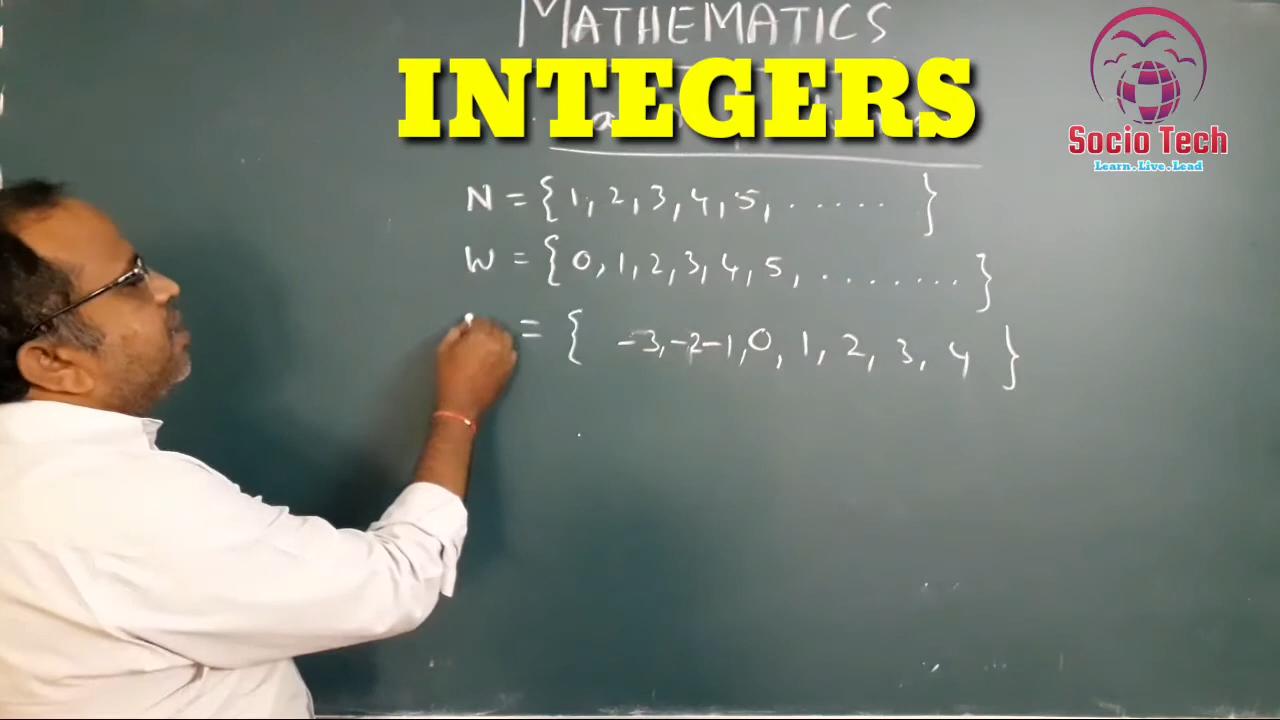 MATHEMATICS
INTEGERS
Socio Tech
Learn.Live.Lead
N = { 1, 2, 3, 4, 5, ...... }
W = { 0, 1, 2, 3, 4, 5, ........ }
= { -3, -2 -1, 0, 1, 2, 3, 4 }